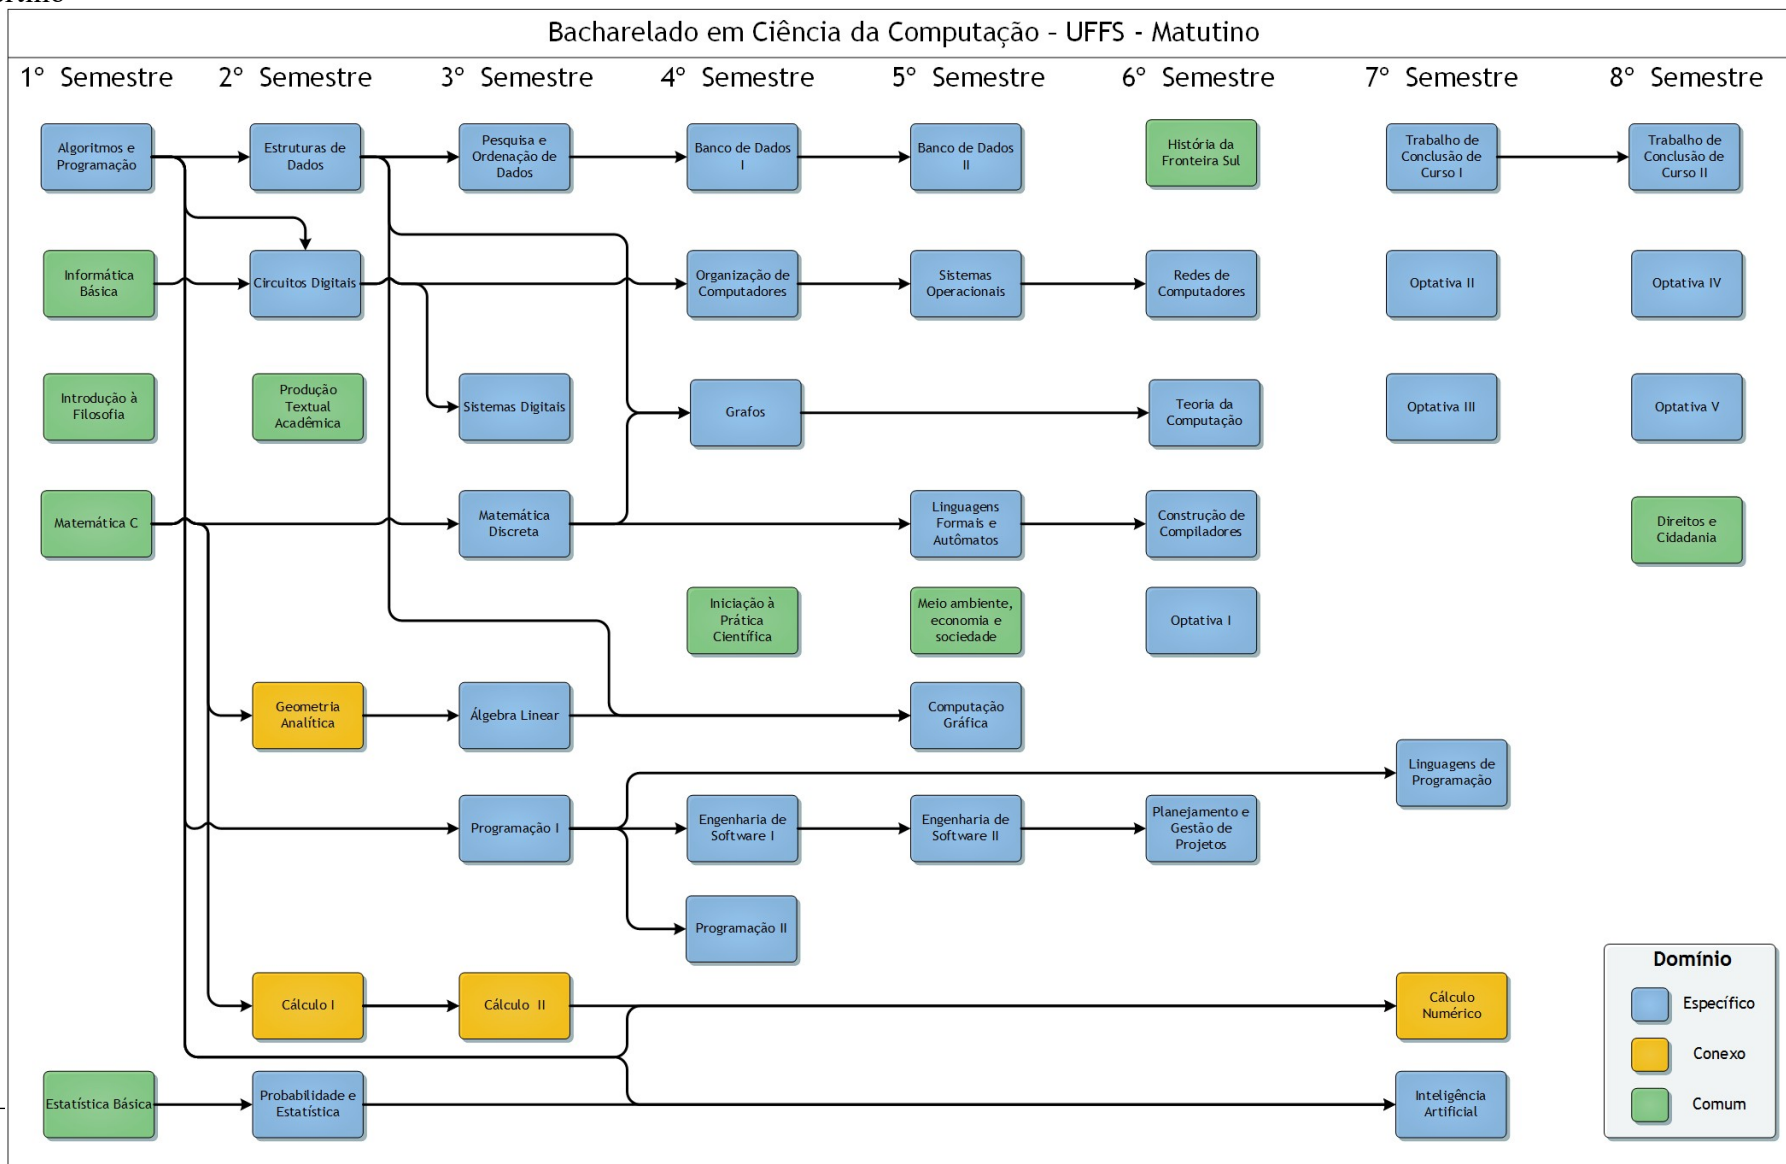 Bacharelado em Ciência da Computação - UFFS - Matutino
1° Semestre
2° Semestre
3° Semestre
4° Semestre
5° Semestre
6° Semestre
7° Semestre
8° Semestre
Algoritmos e
Programação
Estruturas de
Dados
Pesquisa e
Ordenação de
Dados
Banco de Dados
I
Banco de Dados
II
História da
Fronteira Sul
Trabalho de
Conclusão de
Curso I
Trabalho de
Conclusão de
Curso II
Informática
Básica
Circuitos Digitais
Organização de
Computadores
Sistemas
Operacionais
Redes de
Computadores
Optativa II
Optativa IV
Introdução à
Filosofia
Produção
Textual
Acadêmica
Sistemas Digitais
Grafos
Teoria da
Computação
Optativa III
Optativa V
Matemática C
Matemática
Discreta
Linguagens
Formais e
Autômatos
Construção de
Compiladores
Direitos e
Cidadania
Iniciação à
Prática
Científica
Meio ambiente,
economia e
sociedade
Optativa I
Geometria
Analítica
Álgebra Linear
Computação
Gráfica
Linguagens de
Programação
Programação I
Engenharia de
Software I
Engenharia de
Software II
Planejamento e
Gestão de
Projetos
Programação II
Cálculo I
Cálculo II
Cálculo
Numérico
Estatística Básica
Probabilidade e
Estatística
Inteligência
Artificial
Domínio
Específico
Conexo
Comum